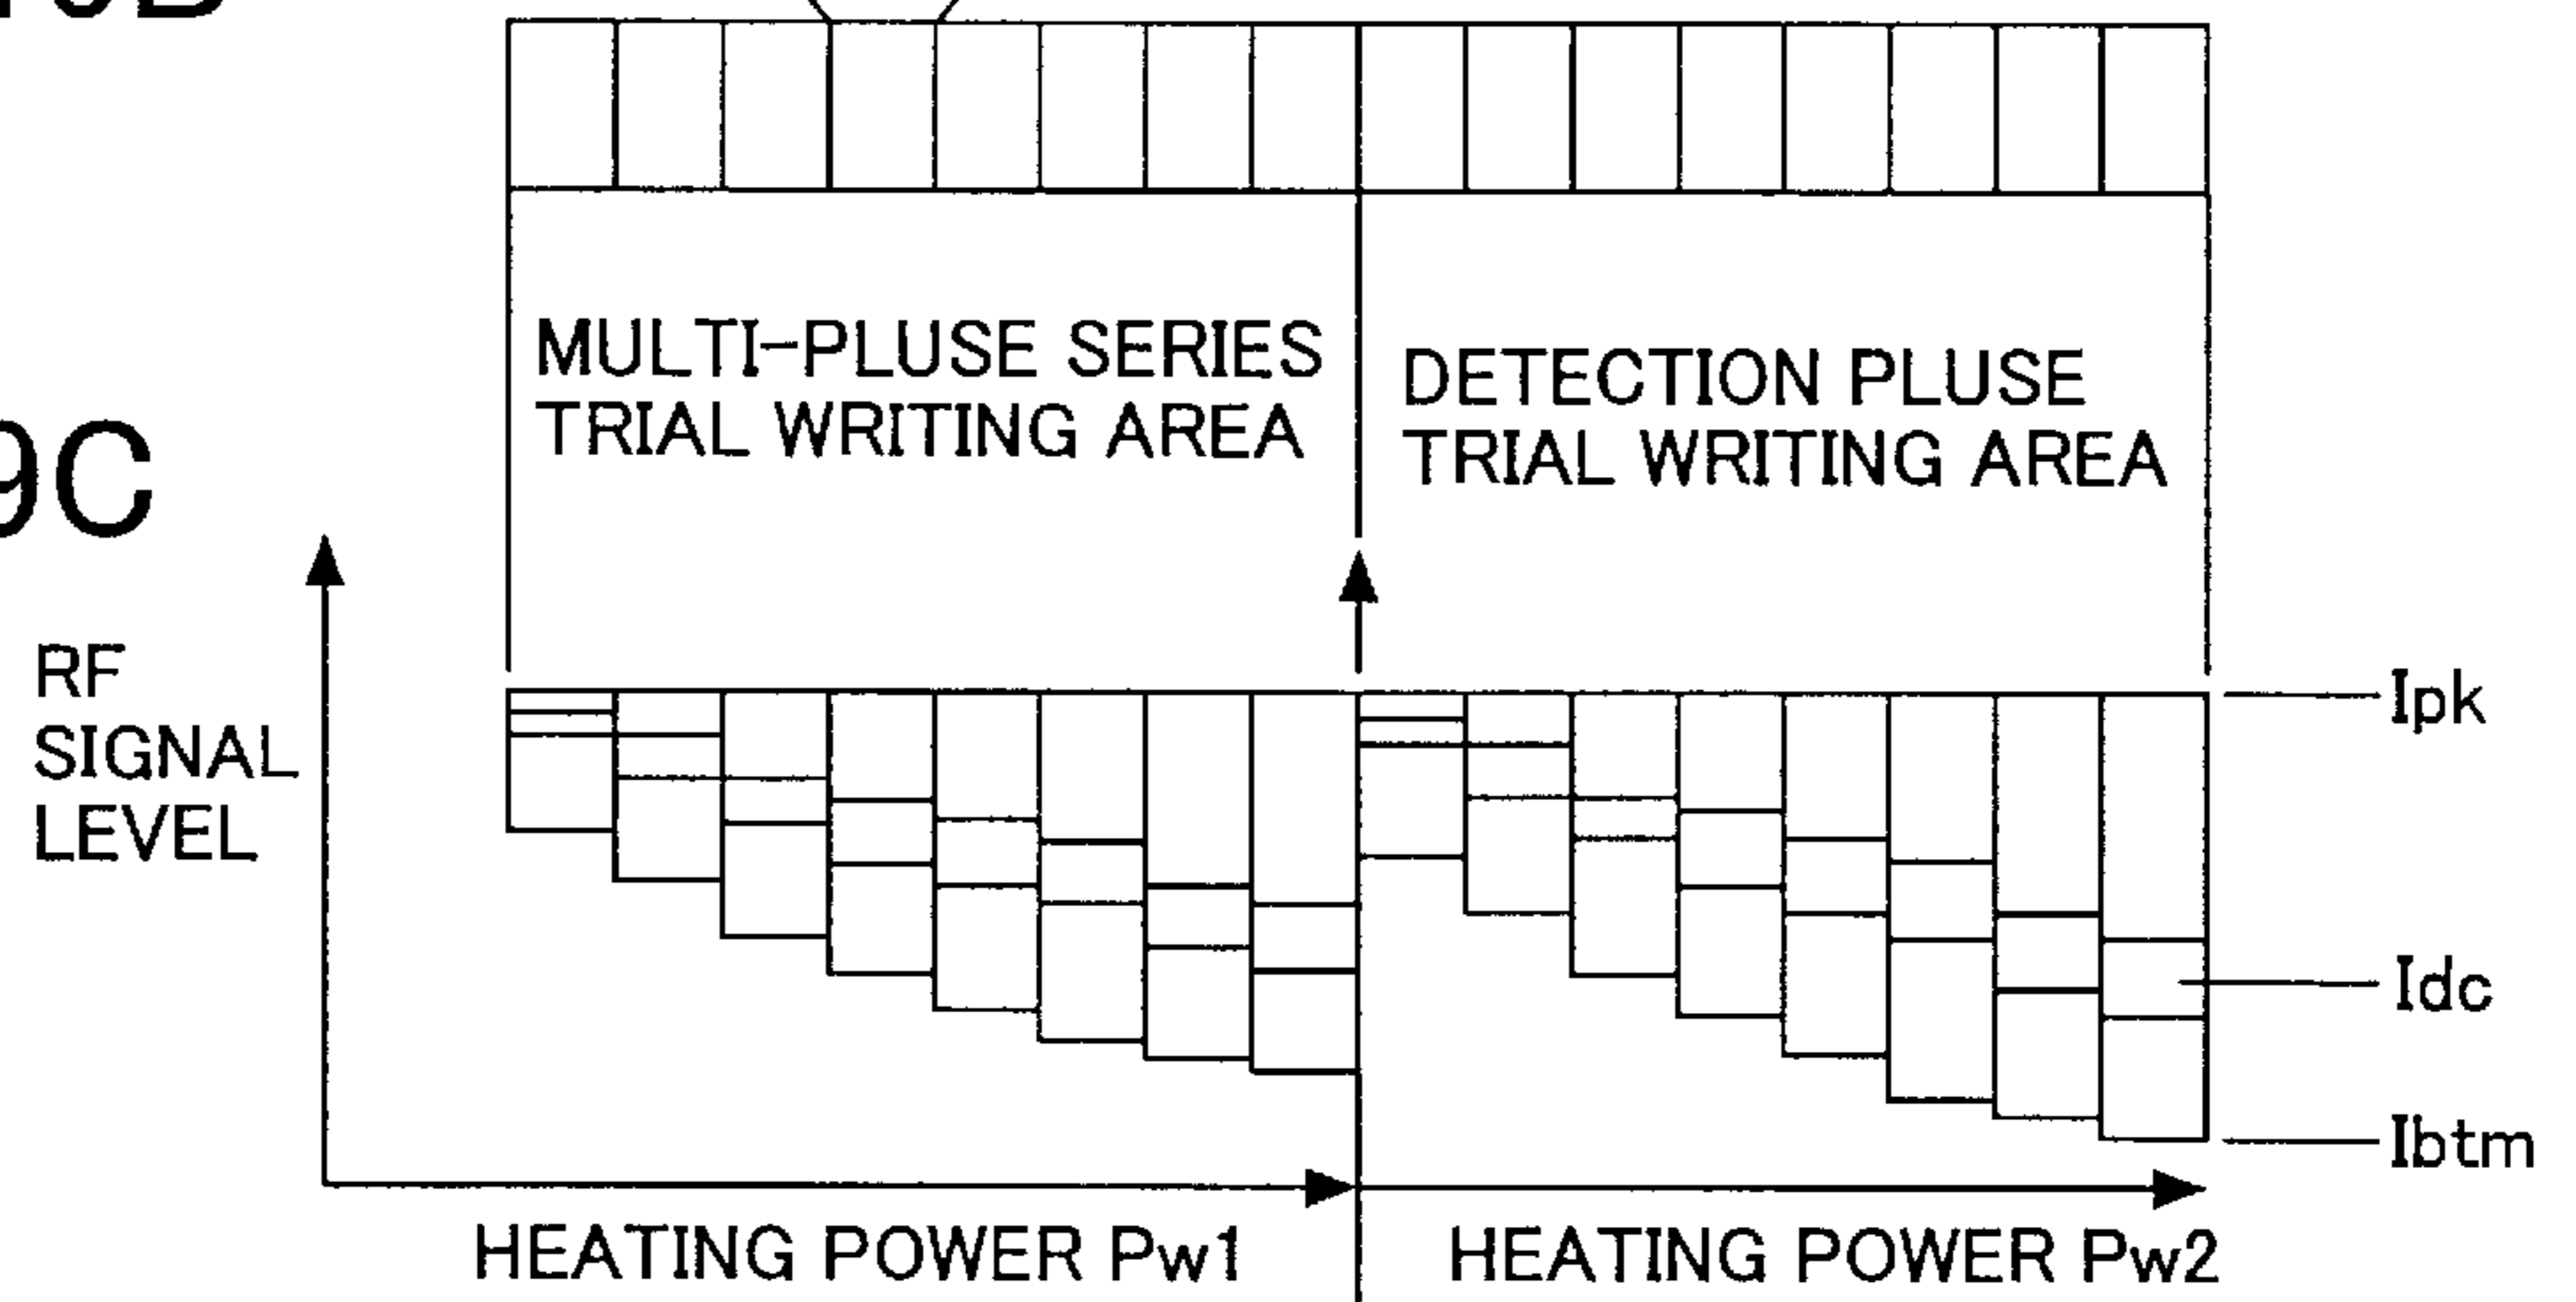 MULTI-PLUSE SERIES
TRIAL WRITING AREA
DETECTION PLUSE
TRIAL WRITING AREA
9C
RF
SIGNAL
LEVEL
Ipk
Idc
Ibtm
HEATING POWER Pw1
HEATING POWER Pw2